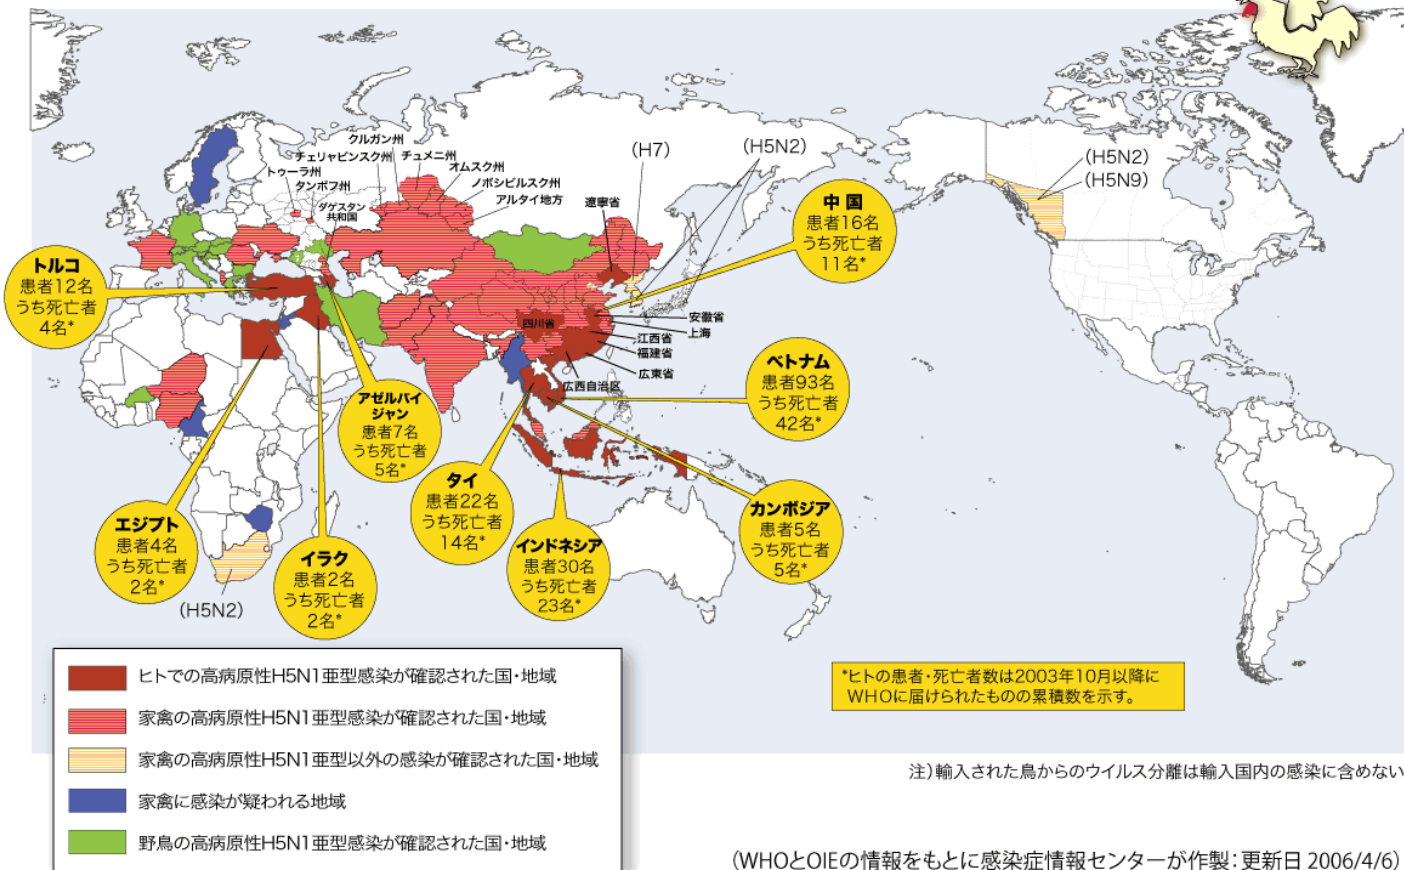 クルガン州
チェリャビンスク州
チュメニ州
トゥーラ州
オムスク州
タンボフ州
ノボシビルスク州
ダゲスタン
共和国
アルタイ地方
遼寧省
(H7)
(H5N2)
(H5N2)
(H5N9)
中国
患者16名
うち死亡者
11名*
トルコ
患者12名
うち死亡者
4名*
四川省
安徽省
上海
江西省
福建省
広東省
広西自治区
ベトナム
患者93名
うち死亡者
42名*
アゼルバイ
ジャン
患者7名
うち死亡者
5名*
タイ
患者22名
うち死亡者
14名*
カンボジア
患者5名
うち死亡者
5名*
エジプト
患者4名
うち死亡者
2名*
イラク
患者2名
うち死亡者
2名*
インドネシア
患者30名
うち死亡者
23名*
(H5N2)
ヒトでの高病原性H5N1亜型感染が確認された国・地域
家禽の高病原性H5N1亜型感染が確認された国・地域
家禽の高病原性H5N1亜型以外の感染が確認された国・地域
家禽に感染が疑われる地域
野鳥の高病原性H5N1亜型感染が確認された国・地域
*ヒトの患者・死亡者数は2003年10月以降に
WHOに届けられたものの累積数を示す。
注)輸入された鳥からのウイルス分離は輸入国内の感染に含めない
(WHOとOIEの情報をもとに感染症情報センターが作製:更新日 2006/4/6)